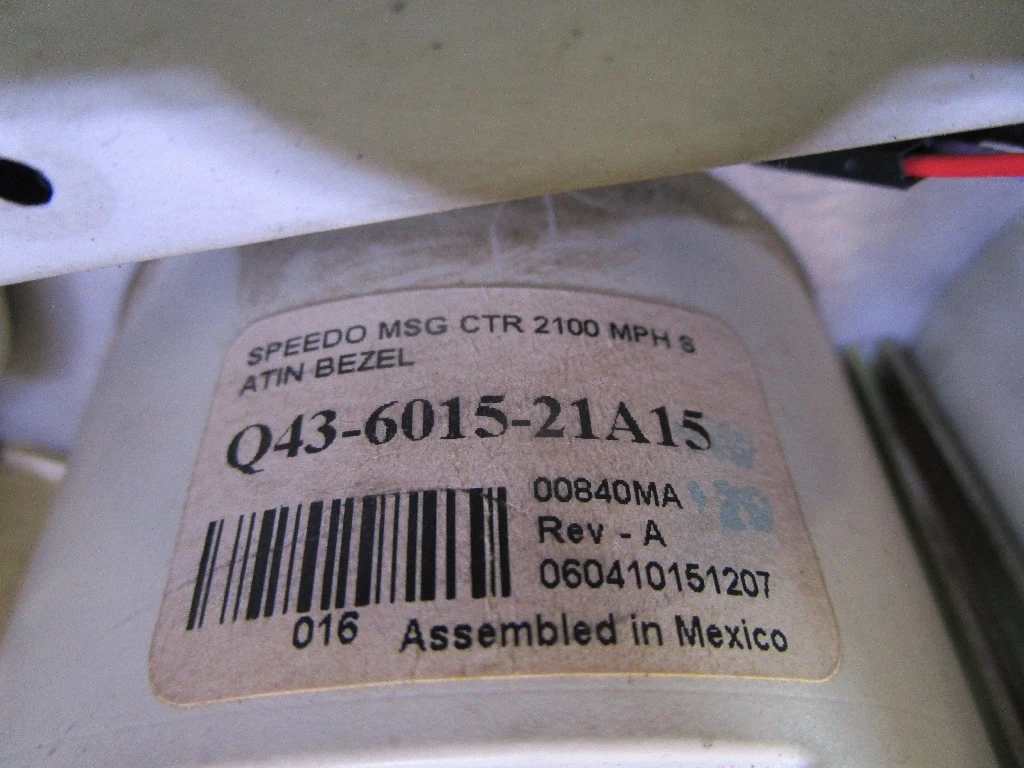 SPEEDO MSG CTR 2100 MPH S
ATIN BEZEL
Q43-6015-21A15
00840MA
Rev - A
060410151207
016 Assembled in Mexico